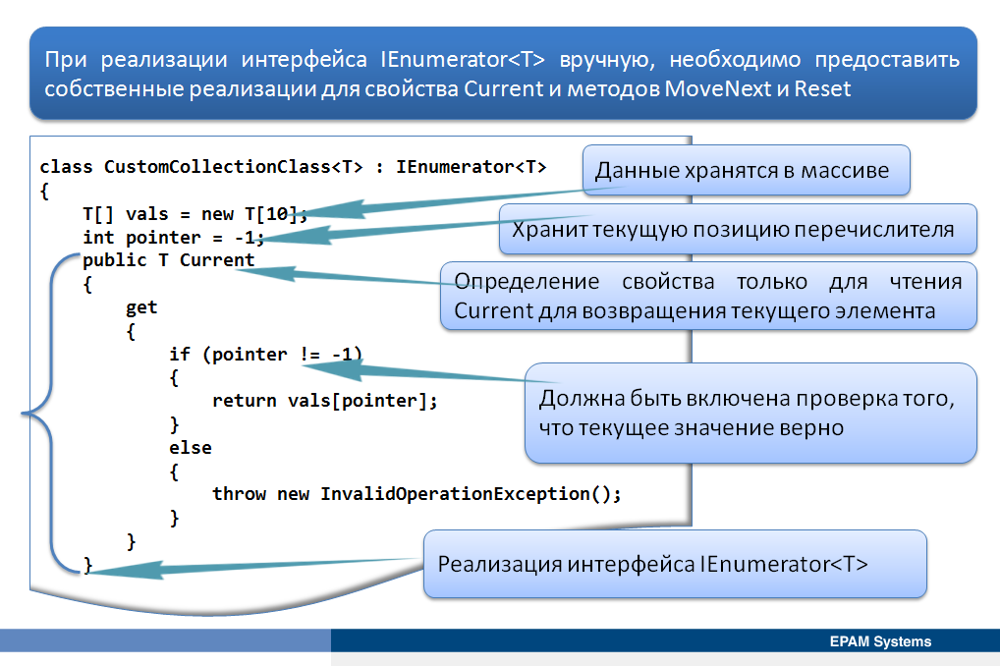 При реализации интерфейса IEnumerator<T> вручную, необходимо предоставить
собственные реализации для свойства Current и методов MoveNext и Reset
class CustomCollectionClass<T> : IEnumerator<T>
{
    T[] vals = new T[10];
    int pointer = -1;
    public T Current
    {
        get
        {
            if (pointer != -1)
            {
                return vals[pointer];
            }
            else
            {
                throw new InvalidOperationException();
            }
        }
    }
Данные хранятся в массиве
Хранит текущую позицию перечислителя
Определение свойства только для чтения
Current для возвращения текущего элемента
Должна быть включена проверка того,
что текущее значение верно
Реализация интерфейса IEnumerator<T>
EPAM Systems